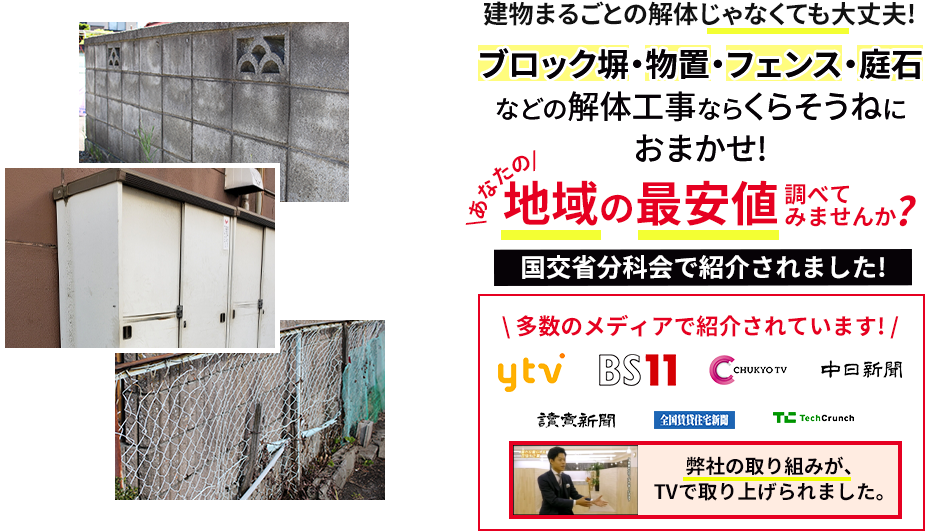 建物まるごとの解体じゃなくても大丈夫!
ブロック塀・物置・フェンス・庭石
などの解体工事ならくらそうねに
おまかせ!
あなたの
地域の最安値
調べて
みませんか?
国交省分科会で紹介されました!
\ 多数のメディアで紹介されています! /
ytv
BS11
CHUKYO TV
中日新聞
讀賣新聞
全国賃貸住宅新聞
TC TechCrunch
弊社の取り組みが、
TVで取り上げられました。